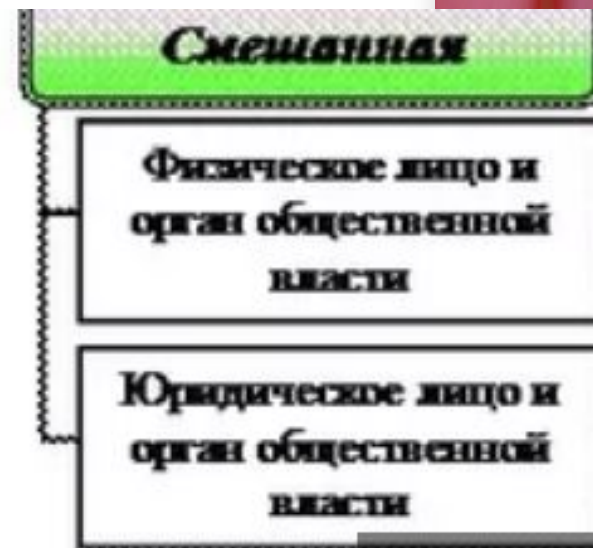 Смешанная
Физическое лицо и
орган общественной
власти
Юридическое лицо и
орган общественной
власти